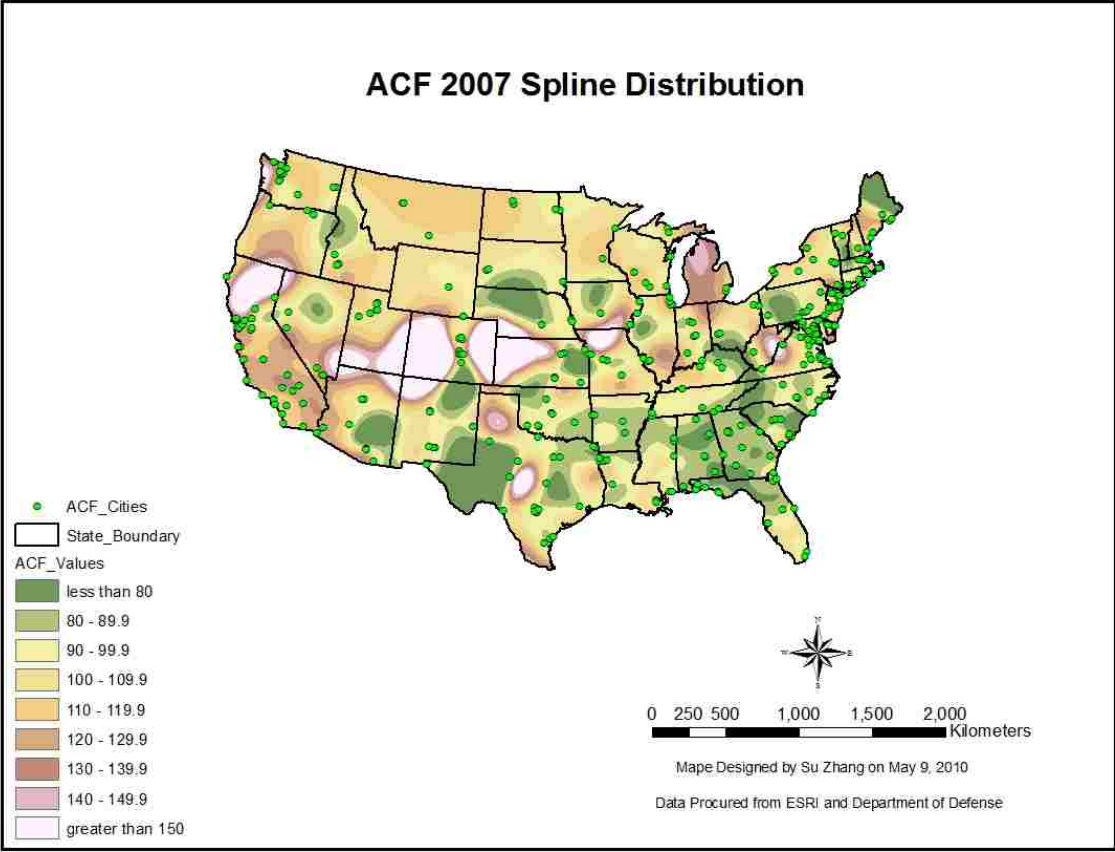 ACF 2007 Spline Distribution
ACF_Cities
State_Boundary
ACF_Values
less than 80
80 - 89.9
90 - 99.9
100 - 109.9
110 - 119.9
120 - 129.9
130 - 139.9
140 - 149.9
greater than 150
N
W E
S
0 250 500 1,000 1,500 2,000
Kilometers
Mape Designed by Su Zhang on May 9, 2010
Data Procured from ESRI and Department of Defense